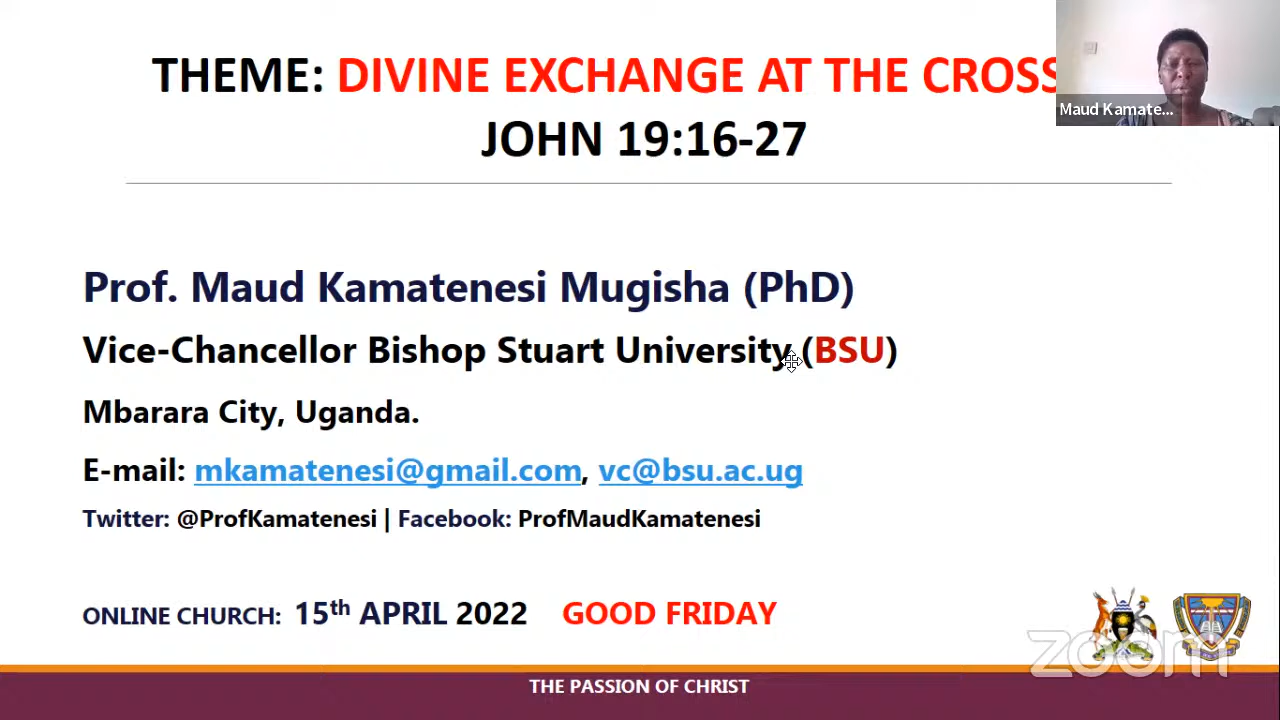 THEME: DIVINE EXCHANGE AT THE CROSS
JOHN 19:16-27
Maud Kamate...
Prof. Maud Kamatenesi Mugisha (PhD)
Vice-Chancellor Bishop Stuart University (BSU)
Mbarara City, Uganda.
E-mail: mkamatenesi@gmail.com, vc@bsu.ac.ug
Twitter: @ProfKamatenesi | Facebook: ProfMaudKamatenesi
ONLINE CHURCH: 15th APRIL 2022 GOOD FRIDAY
zoom
THE PASSION OF CHRIST